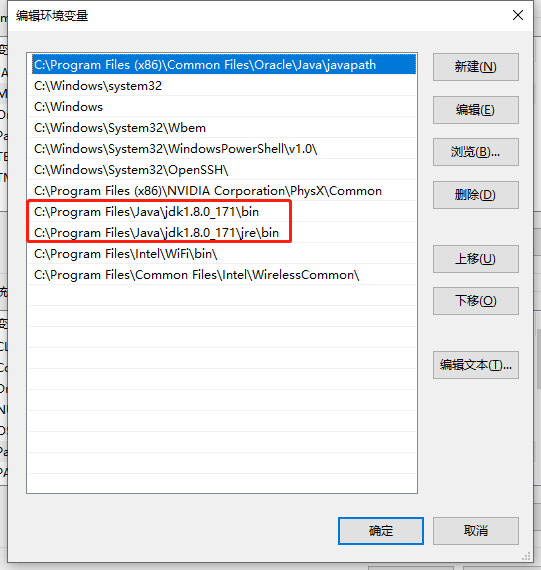 编辑环境变量
C:\Program Files (x86)\Common Files\Oracle\Java\javapath
C:\Windows\system32
C:\Windows
C:\Windows\System32\Wbem
C:\Windows\System32\WindowsPowerShell\v1.0\
C:\Windows\System32\OpenSSH\
C:\Program Files (x86)\NVIDIA Corporation\PhysX\Common
C:\Program Files\Java\jdk1.8.0_171\bin
C:\Program Files\Java\jdk1.8.0_171\jre\bin
C:\Program Files\Intel\WiFi\bin\
C:\Program Files\Common Files\Intel\WirelessCommon\
新建(N)
编辑(E)
浏览(B)...
删除(D)
上移(U)
下移(O)
编辑文本(T)...
确定
取消